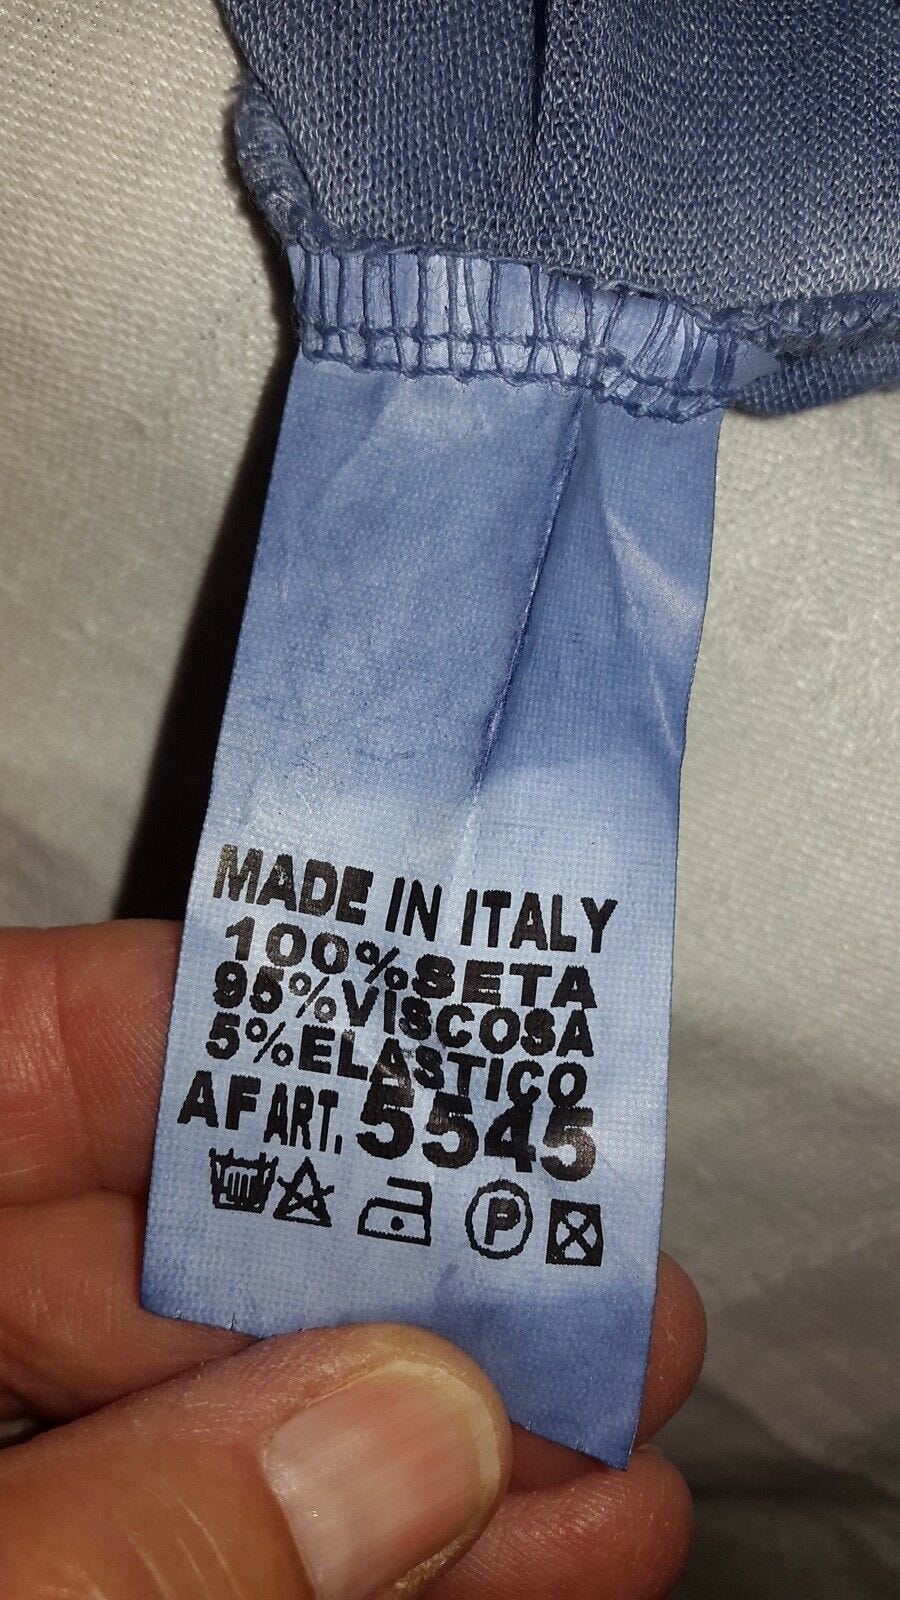 MADE IN ITALY
100%SETA
95%VISCOSA
5%ELASTICO
AF ART. 5545
P